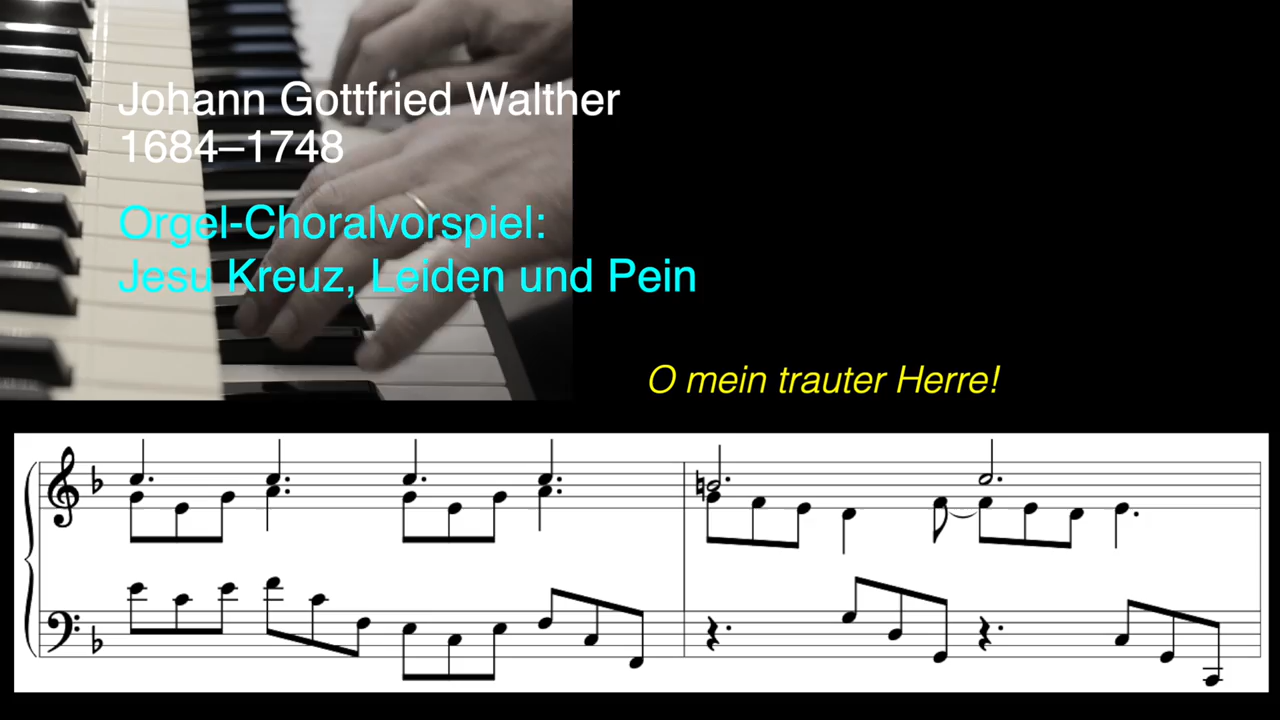 Johann Gottfried Walther
1684–1748
Orgel-Choralvorspiel:
Jesu Kreuz, Leiden und Pein
O mein trauter Herre!